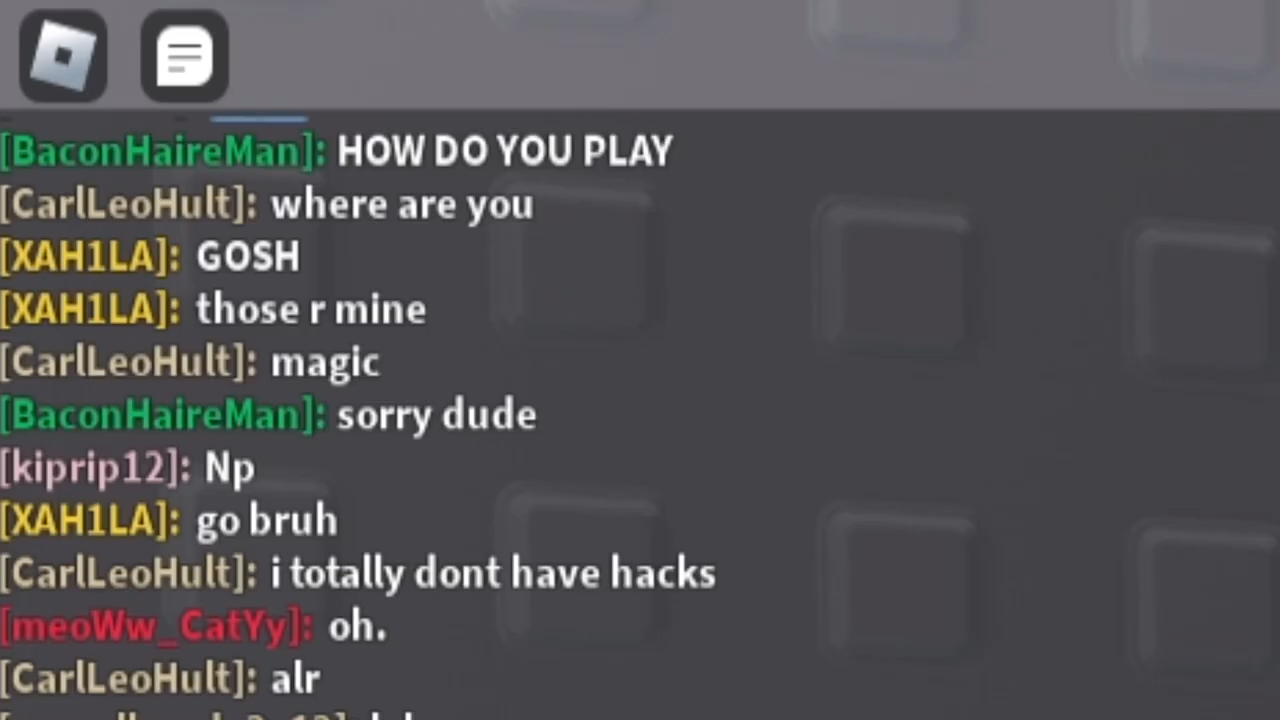 [BaconHaireMan]: HOW DO YOU PLAY
[CarlLeoHult]: where are you
[XAH1LA]: GOSH
[XAH1LA]: those r mine
[CarlLeoHult]: magic
[BaconHaireMan]: sorry dude
[kiprip12]: Np
[XAH1LA]: go bruh
[CarlLeoHult]: i totally dont have hacks
[meoWw_CatYy]: oh.
[CarlLeoHult]: alr